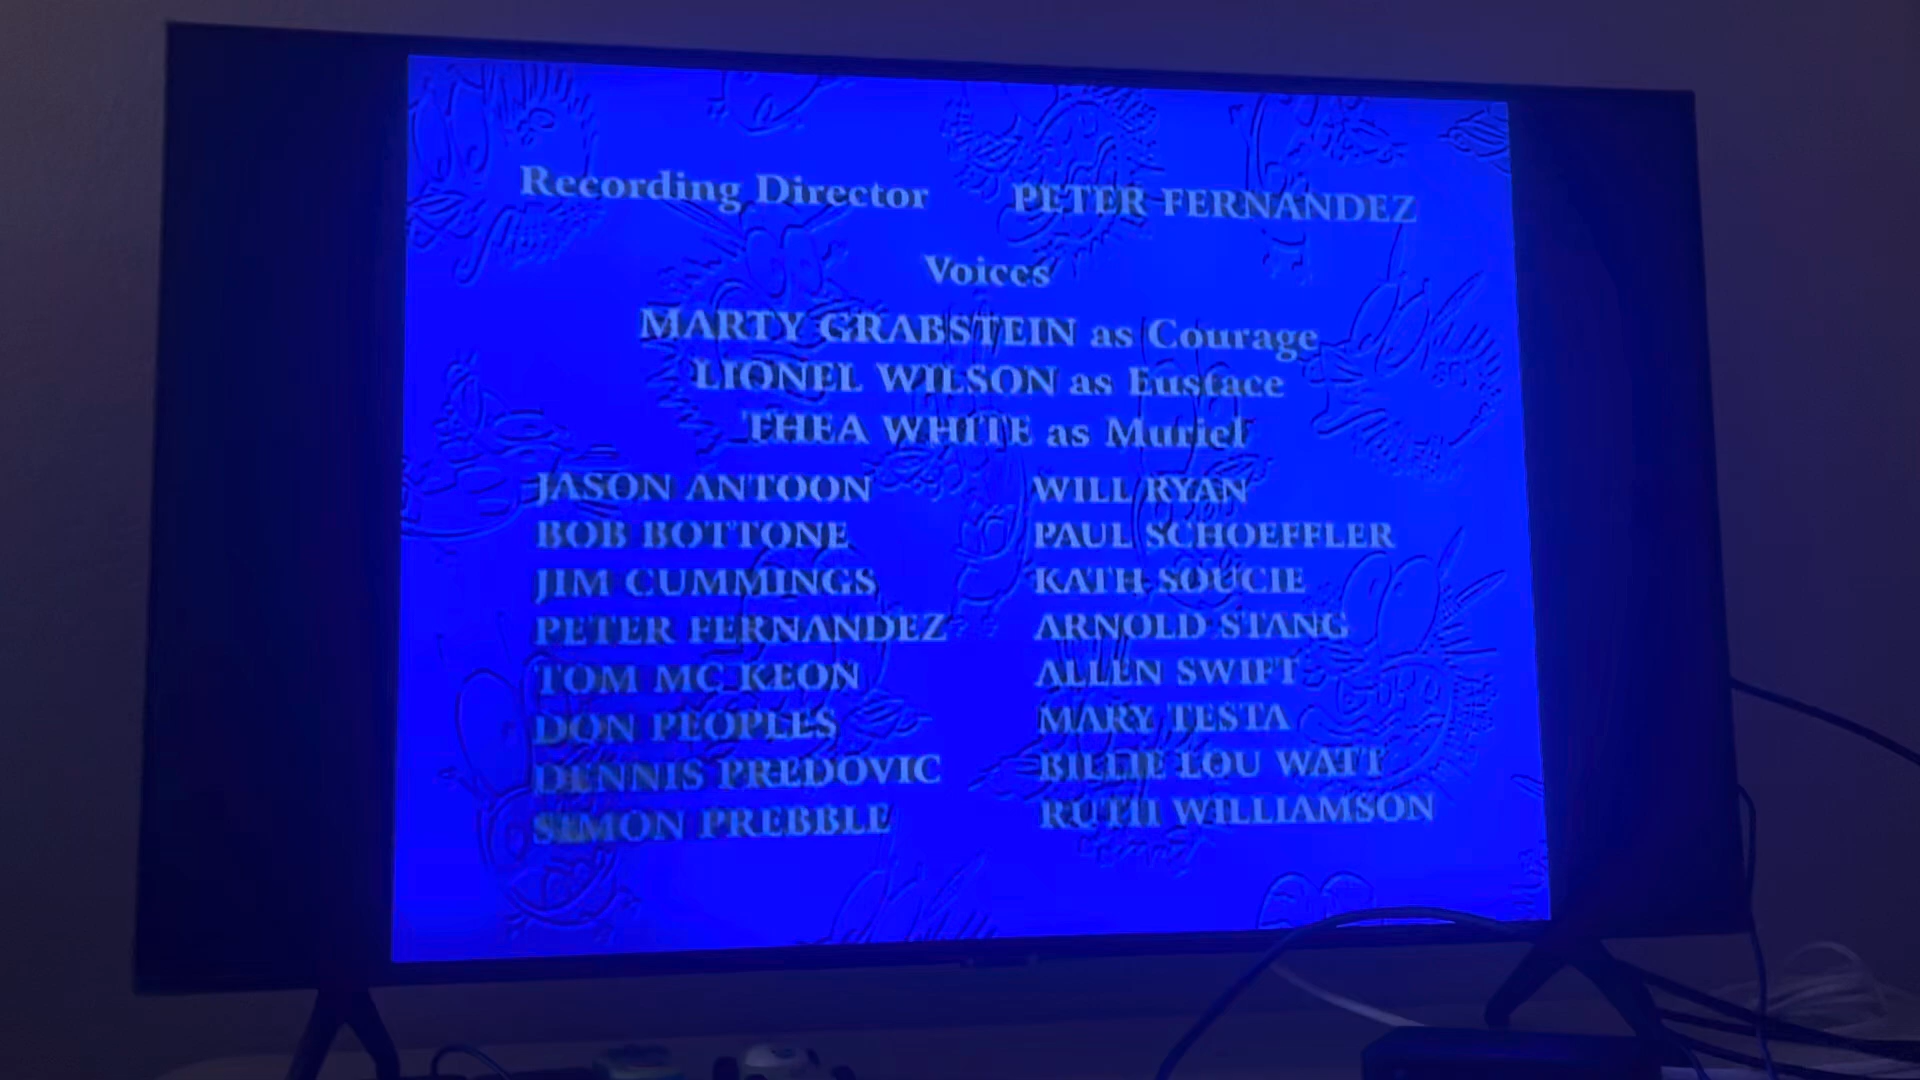 Recording Director PETER FERNANDEZ
Voices
MARTY GRABSTEIN as Courage
LIONEL WILSON as Eustace
THEA WHITE as Muriel
JASON ANTOON WILL RYAN
BOB BOTTONE PAUL SCHOEFFLER
JIM CUMMINGS KATH SOUCIE
PETER FERNANDEZ ARNOLD STANG
TOM MC KEON ALLEN SWIFT
DON PEOPLES MARY TESTA
DENNIS PREDOVIC BILLIE LOU WATT
SIMON PREBBLE RUTH WILLIAMSON